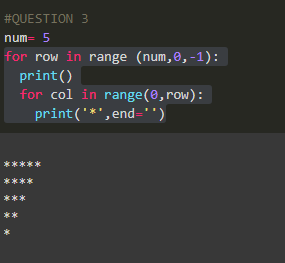 #QUESTION 3
num= 5
for row in range (num,0,-1):
  print()
  for col in range(0,row):
    print('*',end='')
*****
****
***
**
*